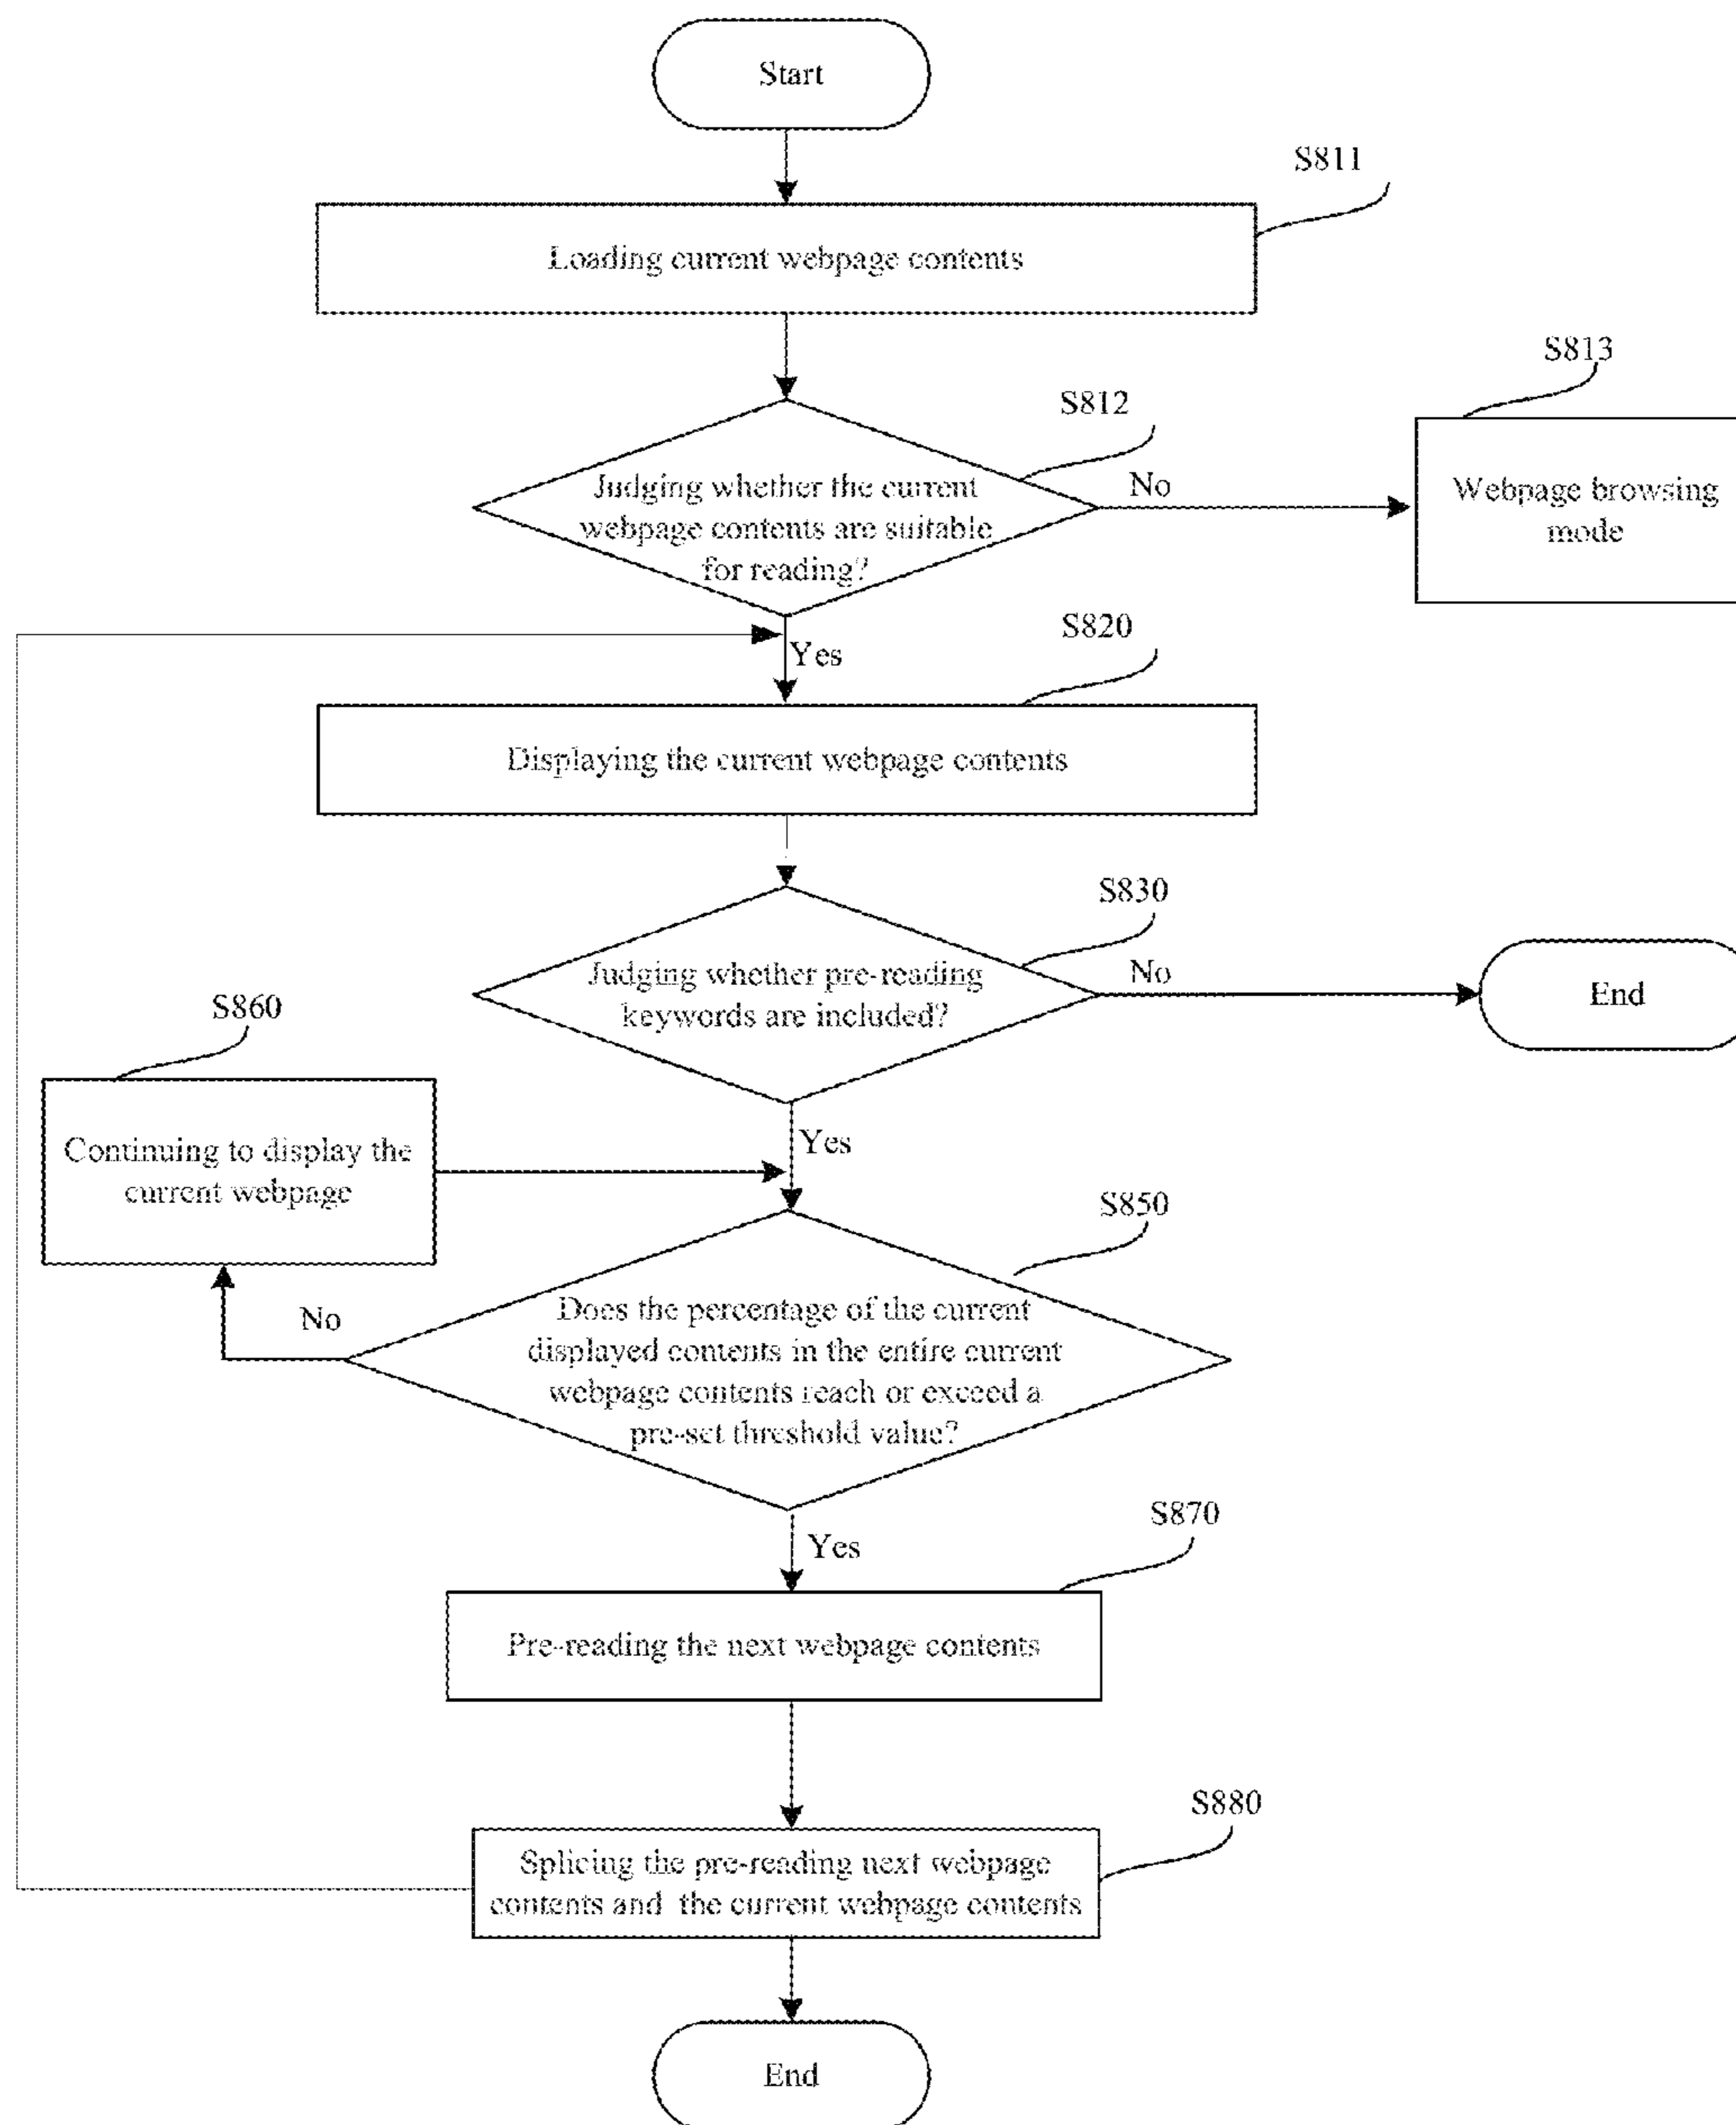 Start
S811
Loading current webpage contents
S813
S812
Judging whether the current
webpage contents are suitable
for reading?
No
Webpage browsing
mode
Yes
S820
Displaying the current webpage contents
S830
Judging whether pre-reading
keywords are included?
No
End
S860
Continuing to display the
current webpage
Yes
S850
Does the percentage of the current
displayed contents in the entire current
webpage contents reach or exceed a
pre-set threshold value?
No
Yes
S870
Pre-reading the next webpage contents
S880
Splicing the pre-reading next webpage
contents and the current webpage contents
End